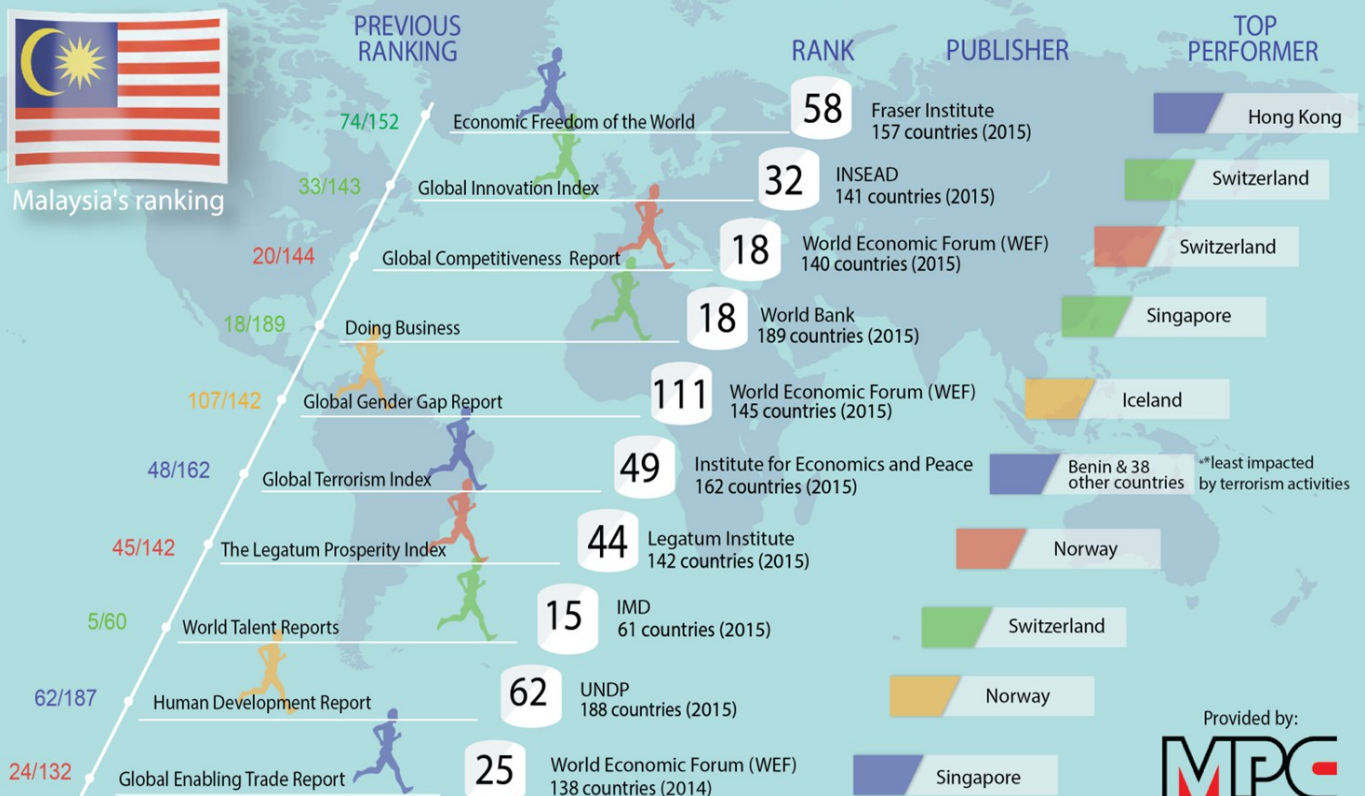 PREVIOUS
RANKING
RANK
PUBLISHER
TOP
PERFORMER
Malaysia's ranking
74/152
Economic Freedom of the World
58
Fraser Institute
157 countries (2015)
Hong Kong
33/143
Global Innovation Index
32
INSEAD
141 countries (2015)
Switzerland
20/144
Global Competitiveness Report
18
World Economic Forum (WEF)
140 countries (2015)
Switzerland
18/189
Doing Business
18
World Bank
189 countries (2015)
Singapore
107/142
Global Gender Gap Report
111
World Economic Forum (WEF)
145 countries (2015)
Iceland
48/162
Global Terrorism Index
49
Institute for Economics and Peace
162 countries (2015)
Benin & 38
other countries
**least impacted
by terrorism activities
45/142
The Legatum Prosperity Index
44
Legatum Institute
142 countries (2015)
Norway
5/60
World Talent Reports
15
IMD
61 countries (2015)
Switzerland
62/187
Human Development Report
62
UNDP
188 countries (2015)
Norway
24/132
Global Enabling Trade Report
25
World Economic Forum (WEF)
138 countries (2014)
Singapore
Provided by:
MPC